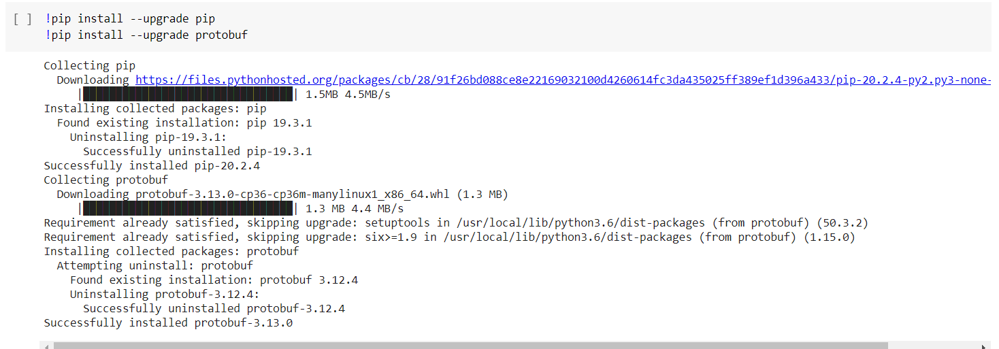 [ ] !pip install --upgrade pip
!pip install --upgrade protobuf
Collecting pip
Downloading https://files.pythonhosted.org/packages/cb/28/91f26bd088ce8e22169032100d4260614fc3da435025ff389ef1d396a433/pip-20.2.4-py2.py3-none-
|████████████████████████████████| 1.5MB 4.5MB/s
Installing collected packages: pip
Found existing installation: pip 19.3.1
Uninstalling pip-19.3.1:
Successfully uninstalled pip-19.3.1
Successfully installed pip-20.2.4
Collecting protobuf
Downloading protobuf-3.13.0-cp36-cp36m-manylinux1_x86_64.whl (1.3 MB)
|████████████████████████████████| 1.3 MB 4.4 MB/s
Requirement already satisfied, skipping upgrade: setuptools in /usr/local/lib/python3.6/dist-packages (from protobuf) (50.3.2)
Requirement already satisfied, skipping upgrade: six>=1.9 in /usr/local/lib/python3.6/dist-packages (from protobuf) (1.15.0)
Installing collected packages: protobuf
Attempting uninstall: protobuf
Found existing installation: protobuf 3.12.4
Uninstalling protobuf-3.12.4:
Successfully uninstalled protobuf-3.12.4
Successfully installed protobuf-3.13.0